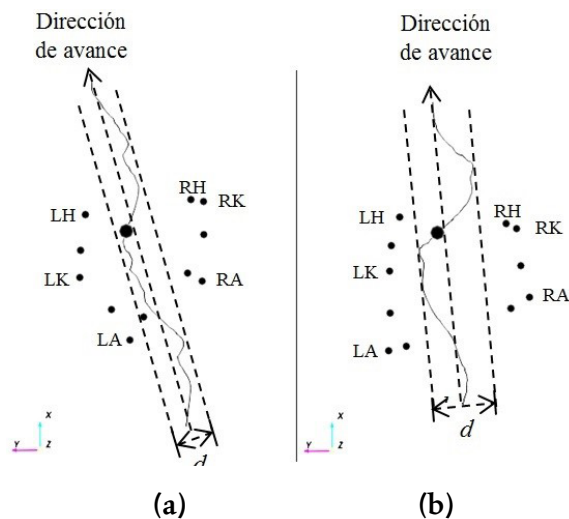 Dirección
de avance
LH
LK
LA
RH
RK
RA
X
Y
Z
d
(a)
Dirección
de avance
LH
LK
LA
RH
RK
RA
X
Y
Z
d
(b)